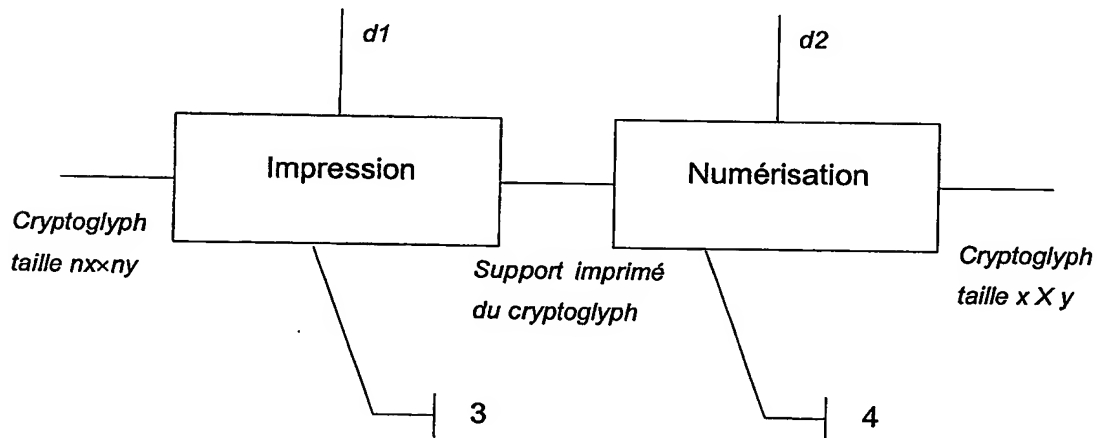 d1
d2
Impression
Numérisation
Cryptoglyph
taille nx×ny
Support imprimé
du cryptoglyph
Cryptoglyph
taille x X y
3
4